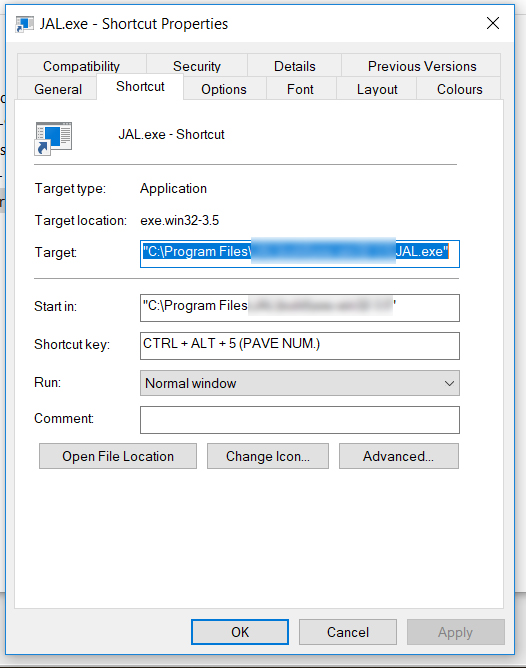 JAL.exe - Shortcut Properties
Compatibility Security Details Previous Versions
General Shortcut Options Font Layout Colours
JAL.exe - Shortcut
Target type: Application
Target location: exe.win32-3.5
Target: "C:\Program Files\ JAL.exe"
Start in: "C:\Program Files "
Shortcut key: CTRL + ALT + 5 (PAVE NUM.)
Run: Normal window
Comment:
Open File Location Change Icon... Advanced...
OK Cancel Apply